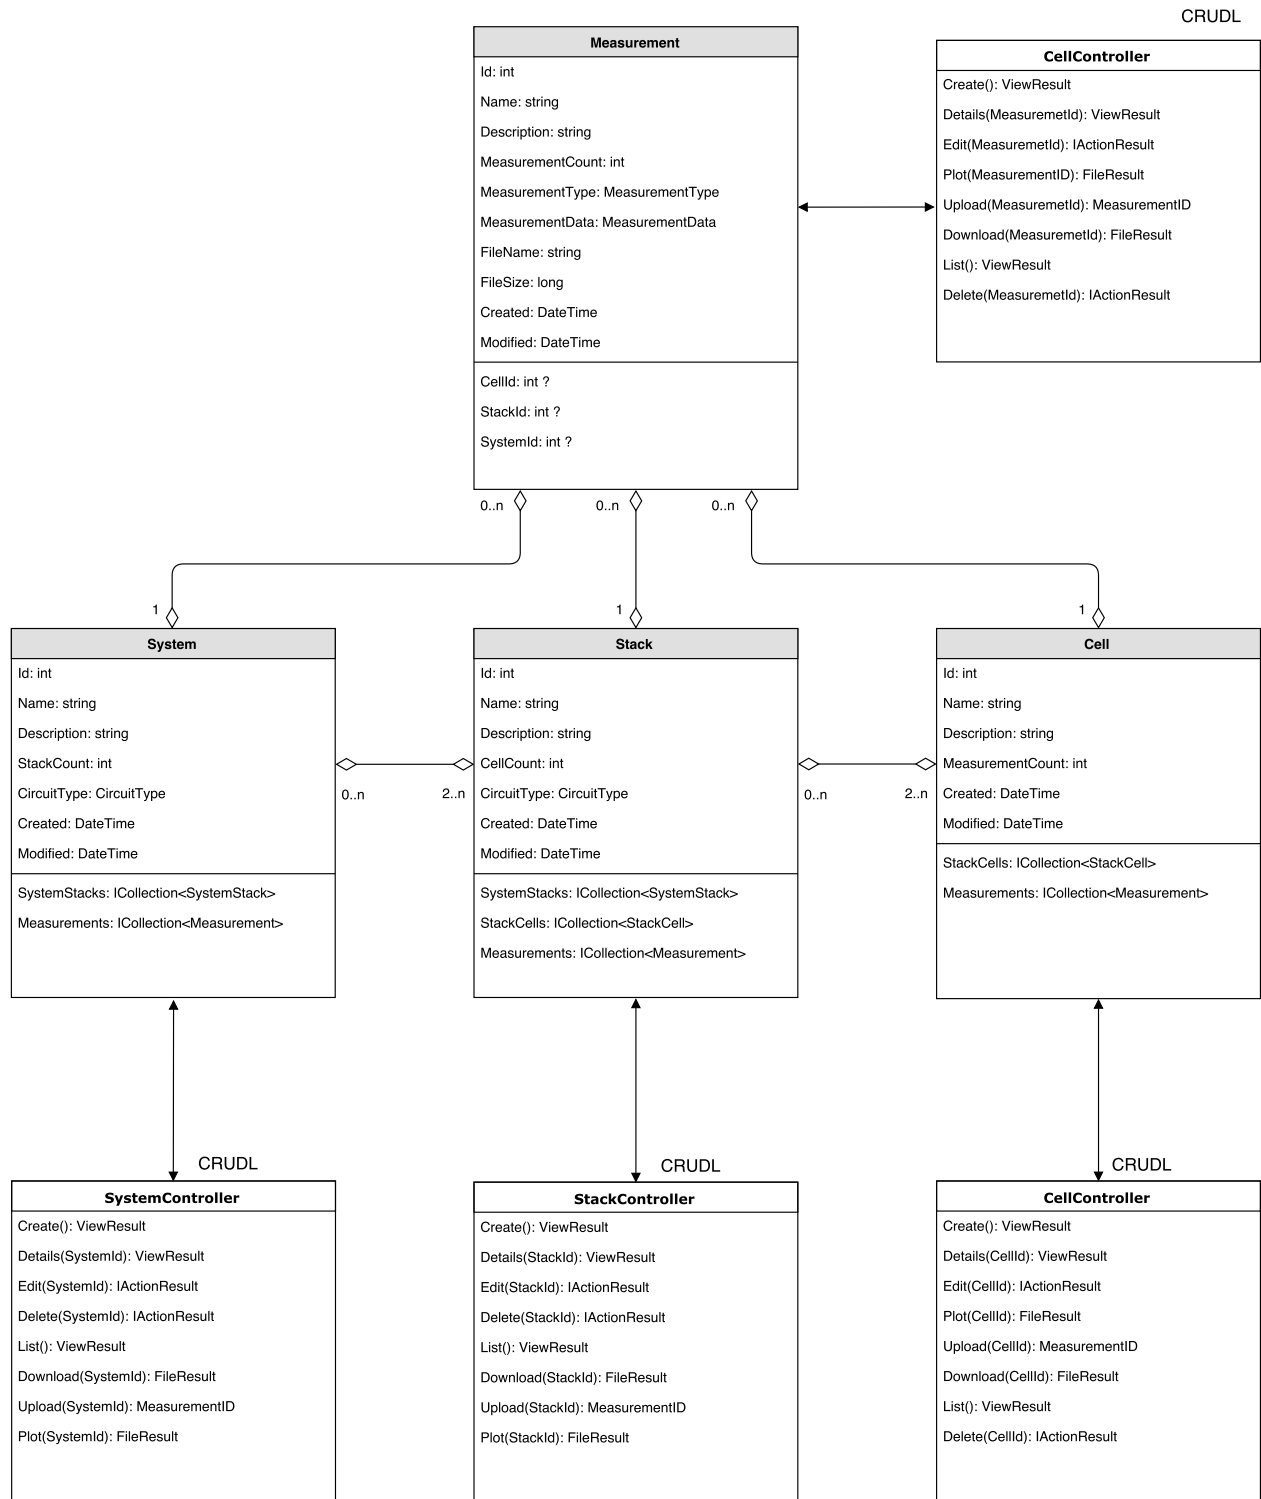 CRUDL
Measurement
Id: int
Name: string
Description: string
MeasurementCount: int
MeasurementType: MeasurementType
MeasurementData: MeasurementData
FileName: string
FileSize: long
Created: DateTime
Modified: DateTime
CellId: int ?
StackId: int ?
SystemId: int ?
CellController
Create(): ViewResult
Details(MeasuremetId): ViewResult
Edit(MeasuremetId): IActionResult
Plot(MeasurementID): FileResult
Upload(MeasuremetId): MeasurementID
Download(MeasuremetId): FileResult
List(): ViewResult
Delete(MeasuremetId): IActionResult
0..n
0..n
0..n
1
1
1
System
Id: int
Name: string
Description: string
StackCount: int
CircuitType: CircuitType
Created: DateTime
Modified: DateTime
SystemStacks: ICollection<SystemStack>
Measurements: ICollection<Measurement>
0..n
2..n
Stack
Id: int
Name: string
Description: string
CellCount: int
CircuitType: CircuitType
Created: DateTime
Modified: DateTime
SystemStacks: ICollection<SystemStack>
StackCells: ICollection<StackCell>
Measurements: ICollection<Measurement>
0..n
2..n
Cell
Id: int
Name: string
Description: string
MeasurementCount: int
Created: DateTime
Modified: DateTime
StackCells: ICollection<StackCell>
Measurements: ICollection<Measurement>
CRUDL
SystemController
Create(): ViewResult
Details(SystemId): ViewResult
Edit(SystemId): IActionResult
Delete(SystemId): IActionResult
List(): ViewResult
Download(SystemId): FileResult
Upload(SystemId): MeasurementID
Plot(SystemId): FileResult
CRUDL
StackController
Create(): ViewResult
Details(StackId): ViewResult
Edit(StackId): IActionResult
Delete(StackId): IActionResult
List(): ViewResult
Download(StackId): FileResult
Upload(StackId): MeasurementID
Plot(StackId): FileResult
CRUDL
CellController
Create(): ViewResult
Details(CellId): ViewResult
Edit(CellId): IActionResult
Plot(CellId): FileResult
Upload(CellId): MeasurementID
Download(CellId): FileResult
List(): ViewResult
Delete(CellId): IActionResult